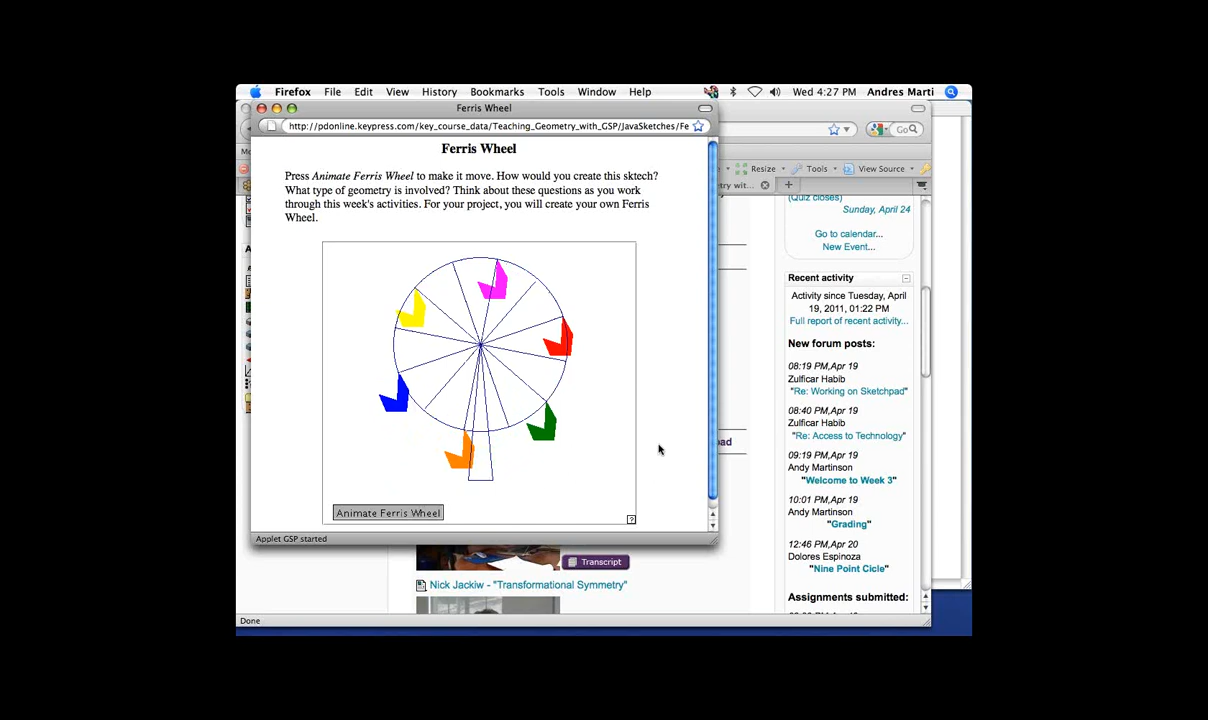 Firefox File Edit View History Bookmarks Tools Window Help Wed 4:27 PM Andres Marti
Ferris Wheel
http://pdonline.keypress.com/key_course_data/Teaching_Geometry_with_GSP/JavaSketches/Fe
Go
Resize Tools View Source
Ferris Wheel
Press Animate Ferris Wheel to make it move. How would you create this sktech?
What type of geometry is involved? Think about these questions as you work
through this week's activities. For your project, you will create your own Ferris
Wheel.
Animate Ferris Wheel
?
Applet GSP started
Transcript
Nick Jackiw - "Transformational Symmetry"
Done
(Quiz closes)
Sunday, April 24
Go to calendar...
New Event...
Recent activity
Activity since Tuesday, April
19, 2011, 01:22 PM
Full report of recent activity...
New forum posts:
08:19 PM,Apr 19
Zulficar Habib
"Re: Working on Sketchpad"
08:40 PM,Apr 19
Zulficar Habib
"Re: Access to Technology"
09:19 PM,Apr 19
Andy Martinson
"Welcome to Week 3"
10:01 PM,Apr 19
Andy Martinson
"Grading"
12:46 PM,Apr 20
Dolores Espinoza
"Nine Point Cicle"
Assignments submitted: